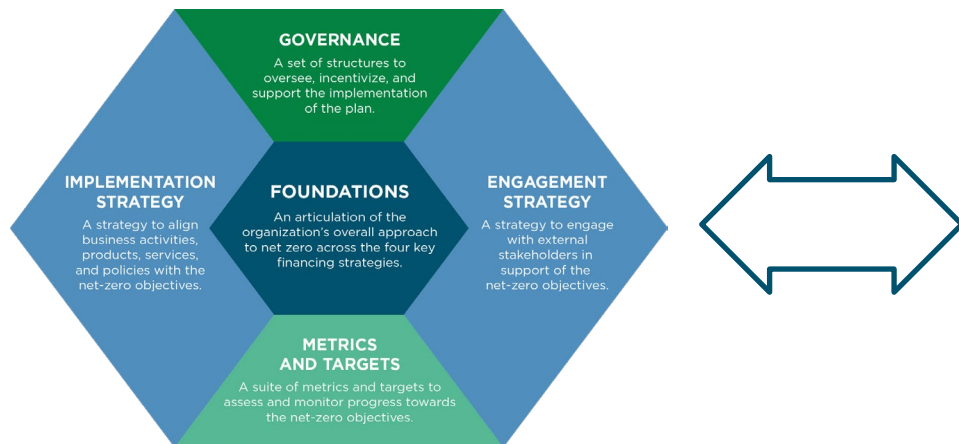 GOVERNANCE
A set of structures to
oversee, incentivize, and
support the implementation
of the plan.
IMPLEMENTATION
STRATEGY
A strategy to align
business activities,
products, services,
and policies with the
net-zero objectives.
FOUNDATIONS
An articulation of the
organization's overall approach
to net zero across the four key
financing strategies.
ENGAGEMENT
STRATEGY
A strategy to engage
with external
stakeholders in
support of the
net-zero objectives.
METRICS
AND TARGETS
A suite of metrics and targets to
assess and monitor progress towards
the net-zero objectives.